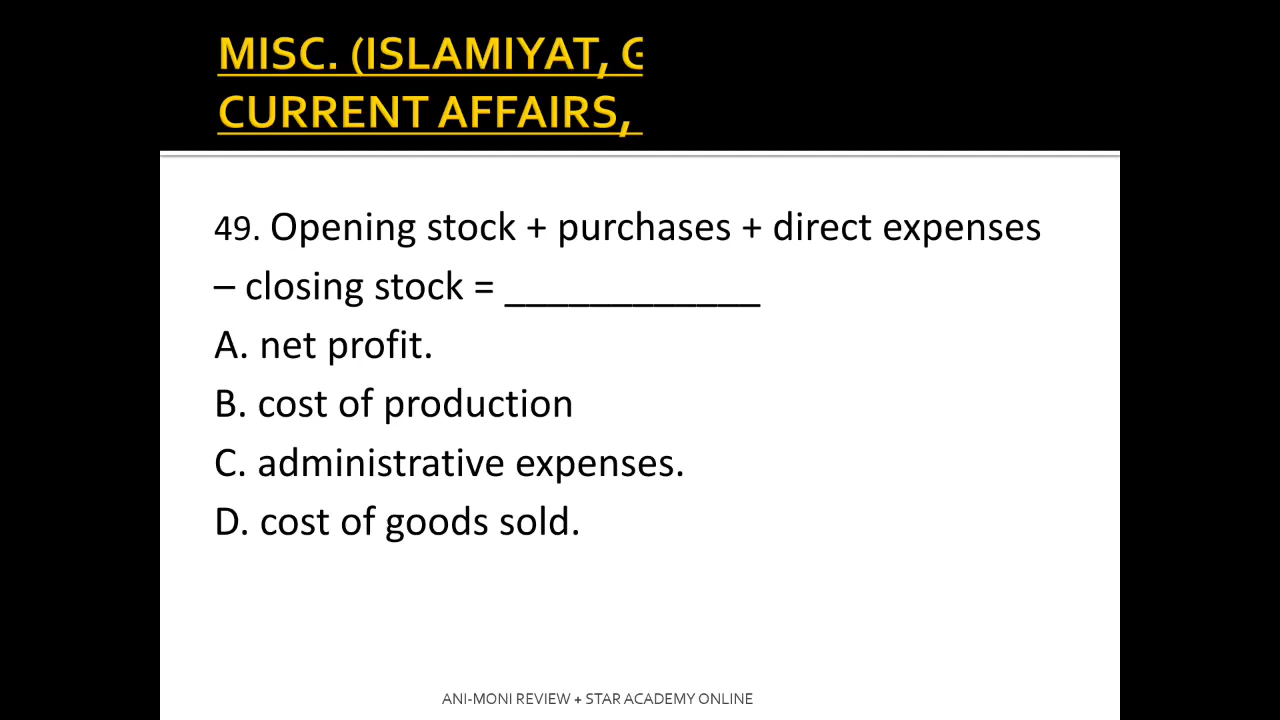 MISC. (ISLAMIYAT, G
CURRENT AFFAIRS,
49. Opening stock + purchases + direct expenses
– closing stock = ____________
A. net profit.
B. cost of production
C. administrative expenses.
D. cost of goods sold.
ANI-MONI REVIEW + STAR ACADEMY ONLINE